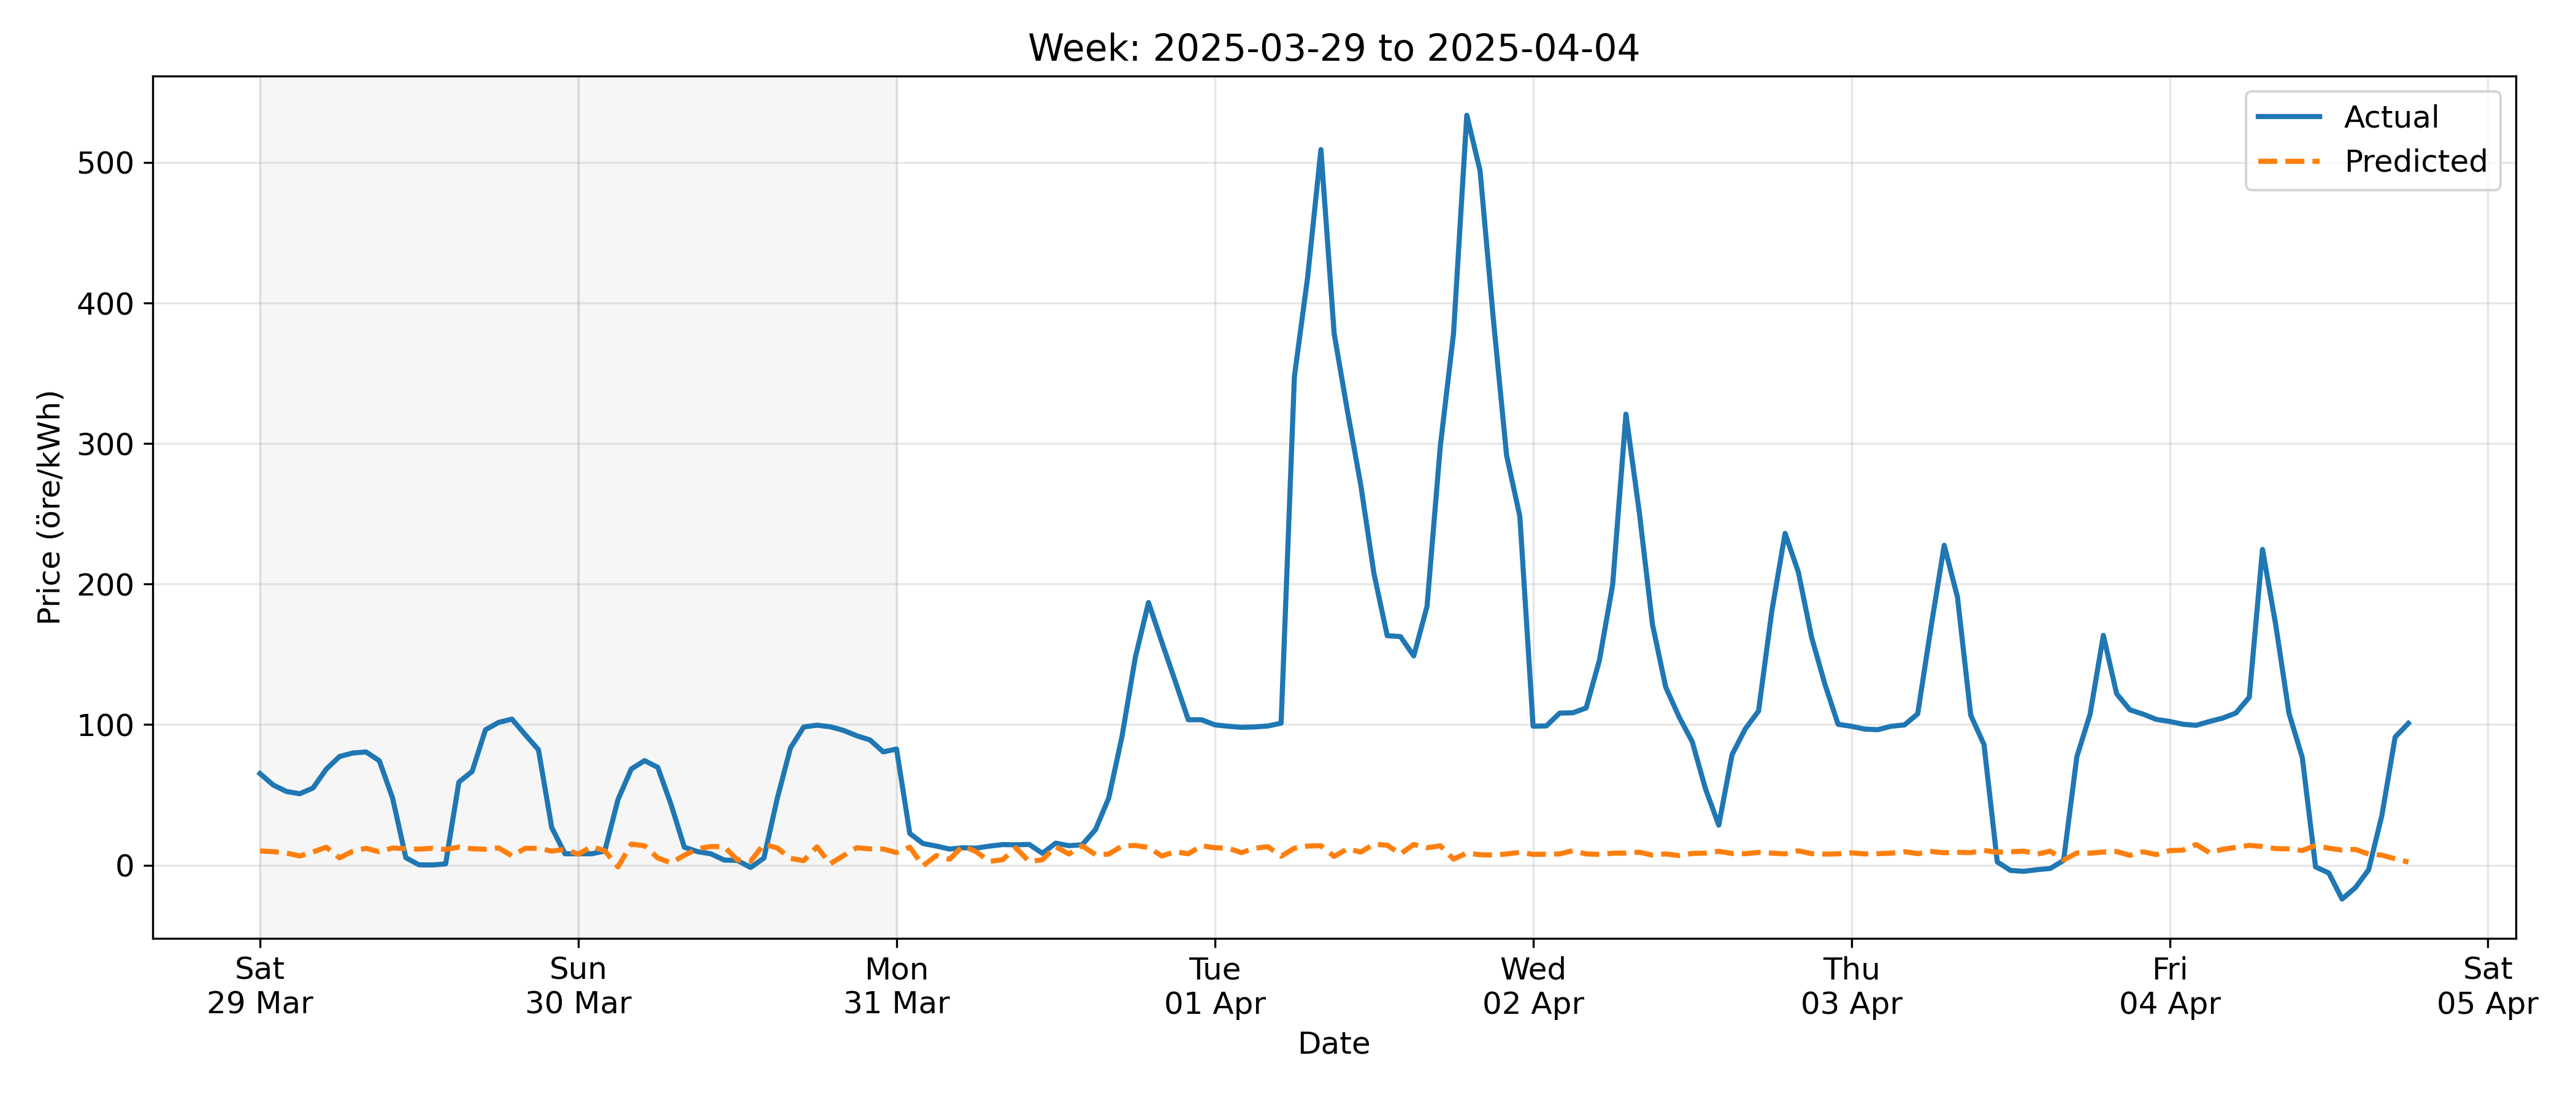 Week: 2025-03-29 to 2025-04-04
Actual
Predicted
Price (öre/kWh)
500
400
300
200
100
0
Sat
29 Mar
Sun
30 Mar
Mon
31 Mar
Tue
01 Apr
Wed
02 Apr
Thu
03 Apr
Fri
04 Apr
Sat
05 Apr
Date